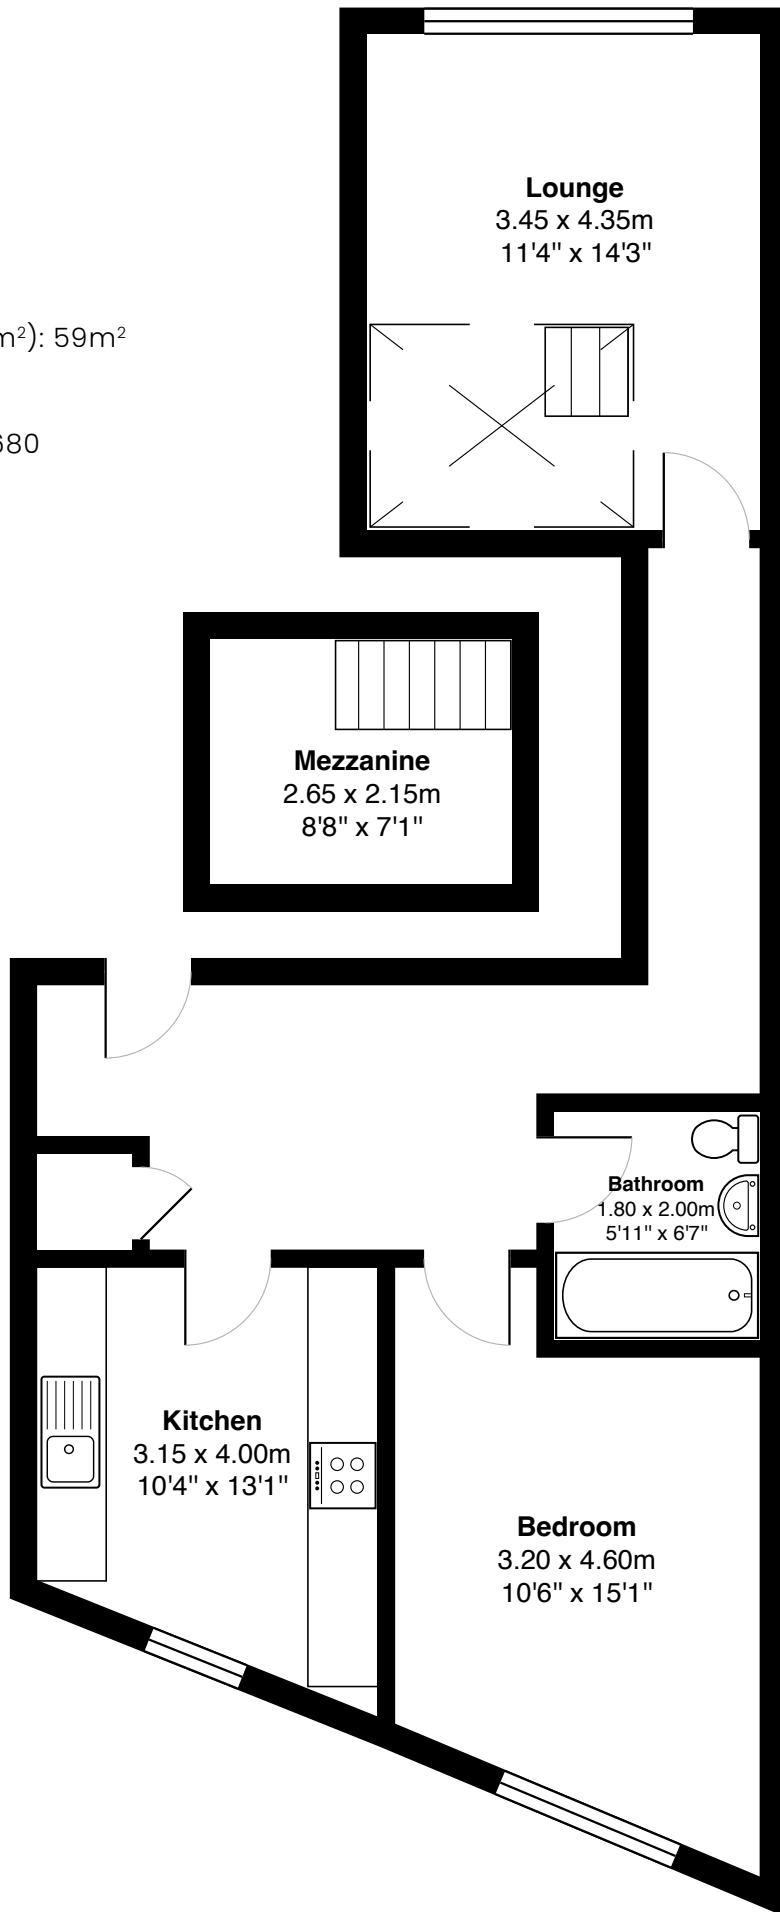 Lounge
3.45 x 4.35m
11'4" x 14'3"
m²): 59m²
680
Mezzanine
2.65 x 2.15m
8'8" x 7'1"
Bathroom
1.80 x 2.00m
5'11" x 6'7"
Kitchen
3.15 x 4.00m
10'4" x 13'1"
Bedroom
3.20 x 4.60m
10'6" x 15'1"